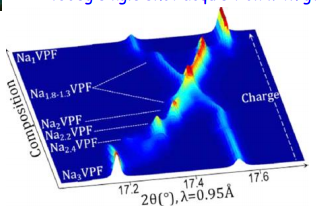 Na1VPF
Composition
Na1.8-1.3VPF
Na2VPF
Na2.2VPF
Na2.4VPF
Na3VPF
Charge
17.2 17.4 17.6
2θ(°), λ=0.95Å